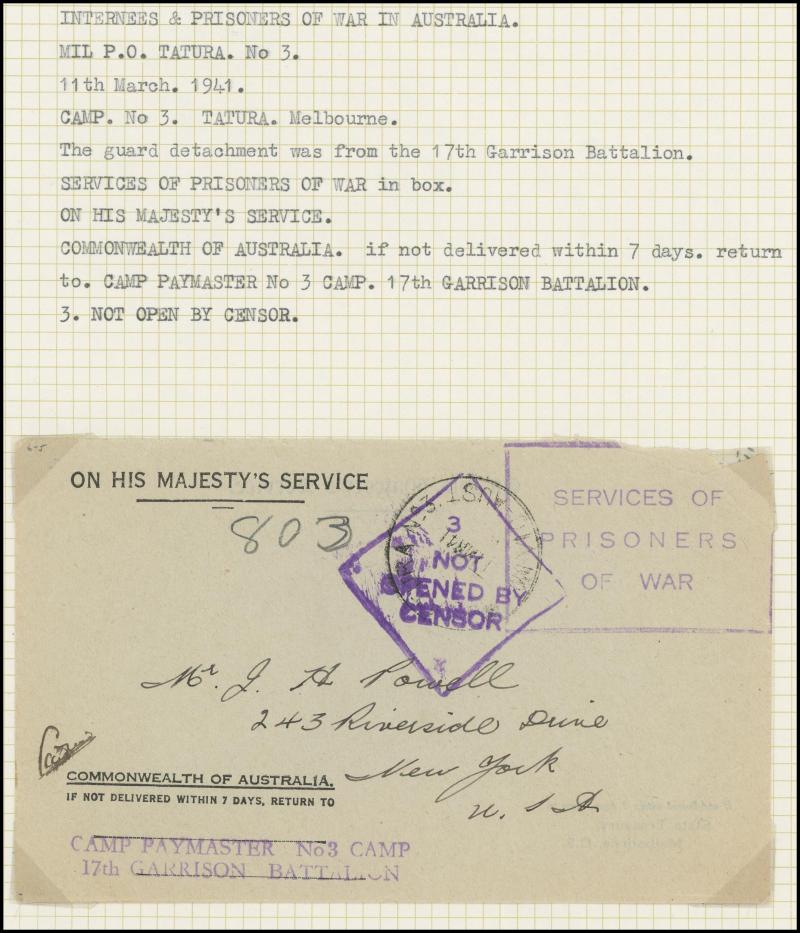 INTERNEES & PRISONERS OF WAR IN AUSTRALIA.
MIL P.O. TATURA. No 3.
11th March. 1941.
CAMP. No 3. TATURA. Melbourne.
The guard detachment was from the 17th Garrison Battalion.
SERVICES OF PRISONERS OF WAR in box.
ON HIS MAJESTY'S SERVICE.
COMMONWEALTH OF AUSTRALIA. if not delivered within 7 days. return
to. CAMP PAYMASTER No 3 CAMP. 17th GARRISON BATTALION.
3. NOT OPEN BY CENSOR.
ON HIS MAJESTY'S SERVICE
803
3
NOT
OPENED BY
CENSOR
SERVICES OF
PRISONERS
OF WAR
Mr. J. H Powell
243 Riverside Drive
New York
U.S.A.
COMMONWEALTH OF AUSTRALIA.
IF NOT DELIVERED WITHIN 7 DAYS, RETURN TO
CAMP PAYMASTER No3 CAMP
17th GARRISON BATTALION